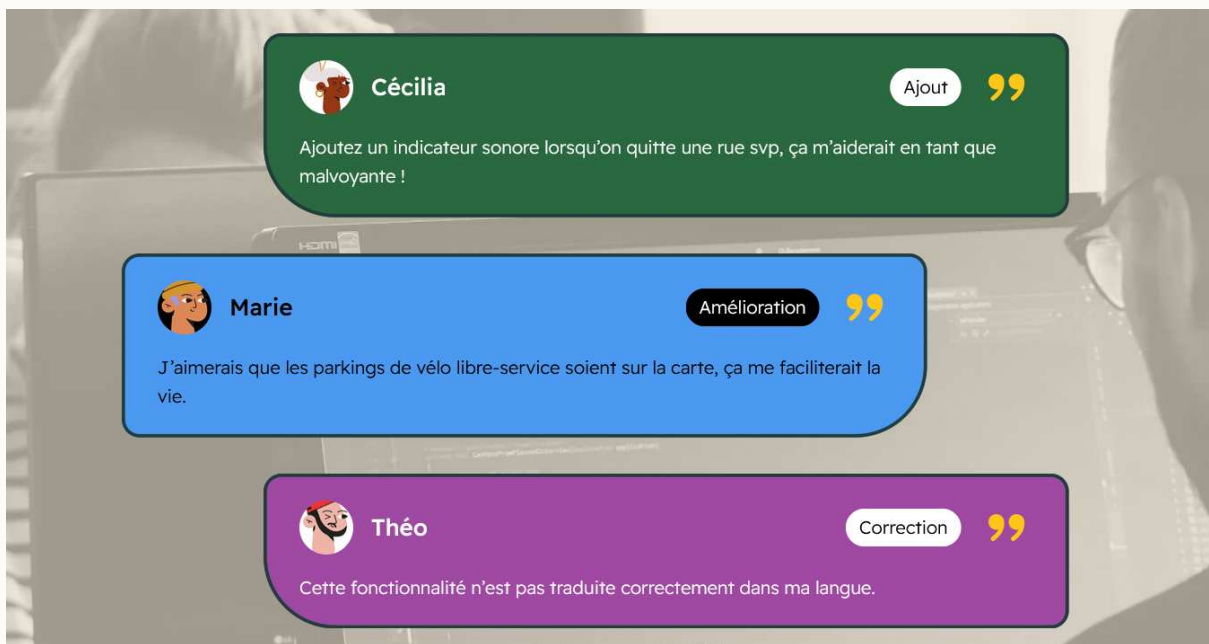 Cécilia
Ajout
Ajoutez un indicateur sonore lorsqu’on quitte une rue svp, ça m’aiderait en tant que
malvoyante !
HDMI
Marie
Amélioration
J’aimerais que les parkings de vélo libre-service soient sur la carte, ça me faciliterait la
vie.
Théo
Correction
Cette fonctionnalité n’est pas traduite correctement dans ma langue.